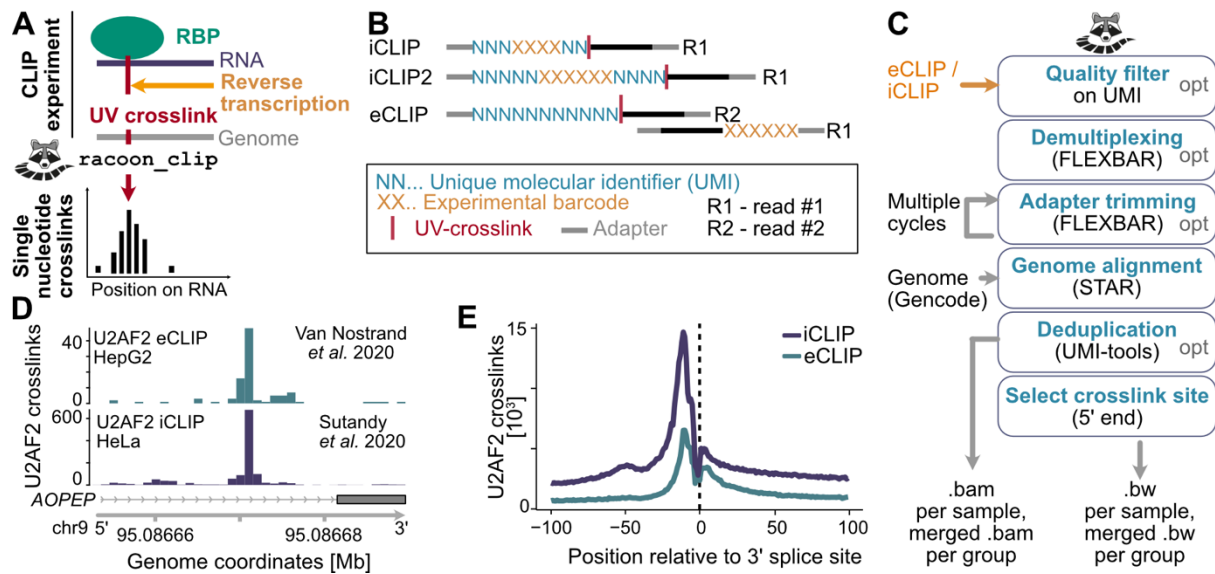 A
CLIP
experiment
RBP
RNA
Reverse
transcription
UV crosslink
Genome
racoon_clip
Single
nucleotide
crosslinks
Position on RNA
B
iCLIP
NNNNXXXXNN
R1
iCLIP2
NNNNNXXXXXXNNNN
R1
eCLIP
NNNNNNNNNN
R2
XXXXXX
R1
NN... Unique molecular identifier (UMI)
XX.. Experimental barcode
R1 - read #1
UV-crosslink
Adapter
R2 - read #2
C
eCLIP /
iCLIP
Quality filter
on UMI
opt
Demultiplexing
(FLEXBAR)
opt
Multiple
cycles
Adapter trimming
(FLEXBAR)
opt
Genome
(Gencode)
Genome alignment
(STAR)
Deduplication
(UMI-tools)
opt
Select crosslink site
(5' end)
.bam
per sample,
merged .bam
per group
.bw
per sample,
merged .bw
per group
D
U2AF2 crosslinks
40
0
U2AF2 eCLIP
HepG2
Van Nostrand
et al. 2020
600
0
U2AF2 iCLIP
HeLa
Sutandy
et al. 2020
AOPEP
chr9
5'
3'
95.086666
95.086668
Genome coordinates [Mb]
E
U2AF2 crosslinks
[10³]
15
0
iCLIP
eCLIP
−100
−50
0
50
100
Position relative to 3' splice site